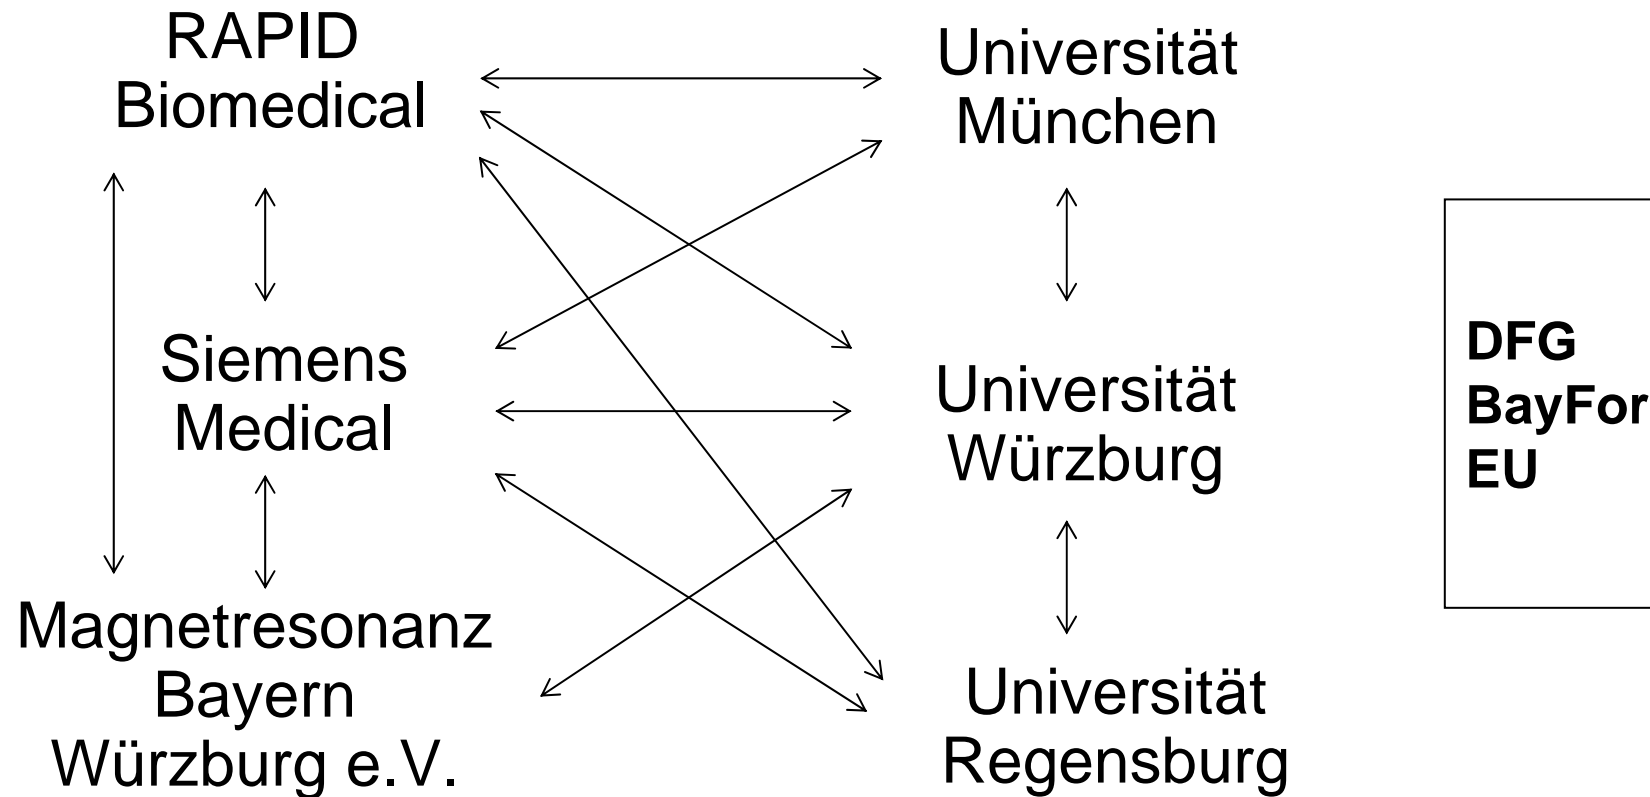 RAPID
Biomedical
Siemens
Medical
Magnetresonanz
Bayern
Würzburg e.V.
Universität
München
Universität
Würzburg
Universität
Regensburg
DFG
BayFor
EU